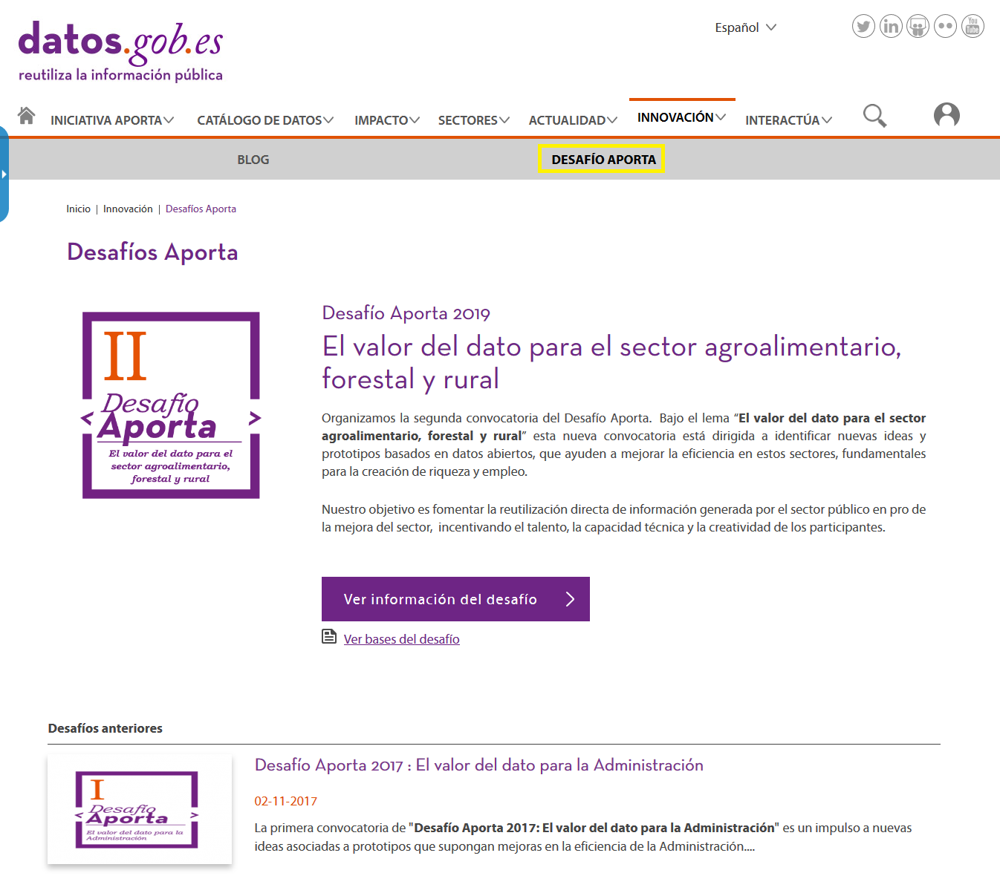 datos.gob.es
reutiliza la información pública
Español
You
Tube
INICIATIVA APORTA
CATÁLOGO DE DATOS
IMPACTO
SECTORES
ACTUALIDAD
INNOVACIÓN
INTERACTÚA
BLOG
DESAFÍO APORTA
Inicio | Innovación | Desafíos Aporta
Desafíos Aporta
II
Desafío
<Aporta>
El valor del dato para el
sector agroalimentario,
forestal y rural
Desafío Aporta 2019
El valor del dato para el sector agroalimentario,
forestal y rural
Organizamos la segunda convocatoria del Desafío Aporta. Bajo el lema “El valor del dato para el sector
agroalimentario, forestal y rural” esta nueva convocatoria está dirigida a identificar nuevas ideas y
prototipos basados en datos abiertos, que ayuden a mejorar la eficiencia en estos sectores, fundamentales
para la creación de riqueza y empleo.
Nuestro objetivo es fomentar la reutilización directa de información generada por el sector público en pro de
la mejora del sector, incentivando el talento, la capacidad técnica y la creatividad de los participantes.
Ver información del desafío
Ver bases del desafío
Desafíos anteriores
I
Desafío
<Aporta>
El valor del dato para la
Administración
Desafío Aporta 2017 : El valor del dato para la Administración
02-11-2017
La primera convocatoria de "Desafío Aporta 2017: El valor del dato para la Administración" es un impulso a nuevas
ideas asociadas a prototipos que supongan mejoras en la eficiencia de la Administración....